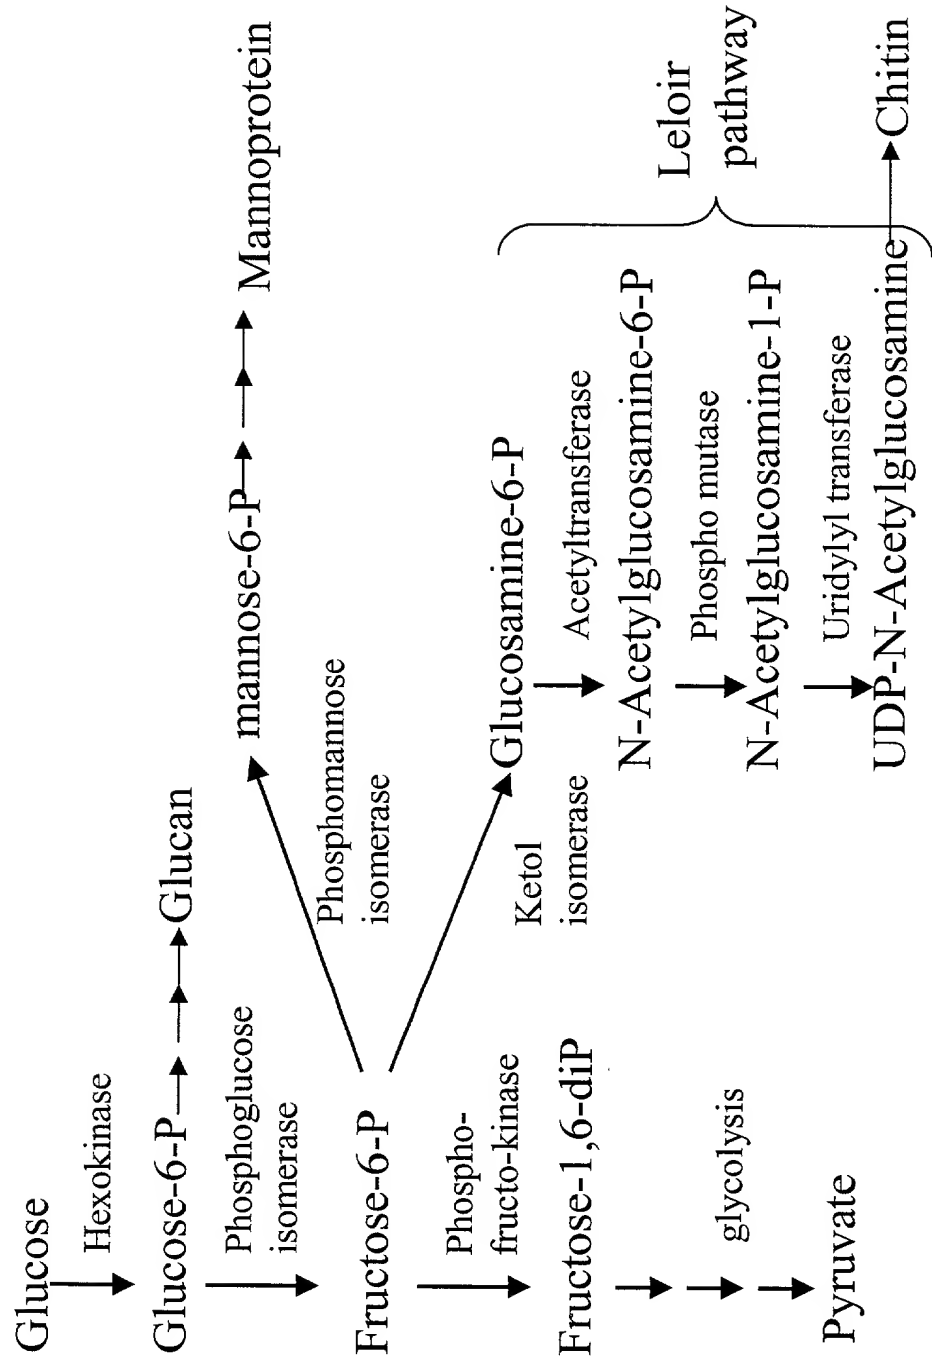 Glucose
Hexokinase
Glucose-6-P
Glucan
Phosphoglucose
isomerase
Fructose-6-P
Phosphomannose
isomerase
mannose-6-P
Mannoprotein
Ketol
isomerase
Glucosamine-6-P
Acetyltransferase
N-Acetylglucosamine-6-P
Phospho mutase
N-Acetylglucosamine-1-P
Uridylyl transferase
UDP-N-Acetylglucosamine
Chitin
Leloir
pathway
Phospho-
fructo-kinase
Fructose-1,6-diP
glycolysis
Pyruvate